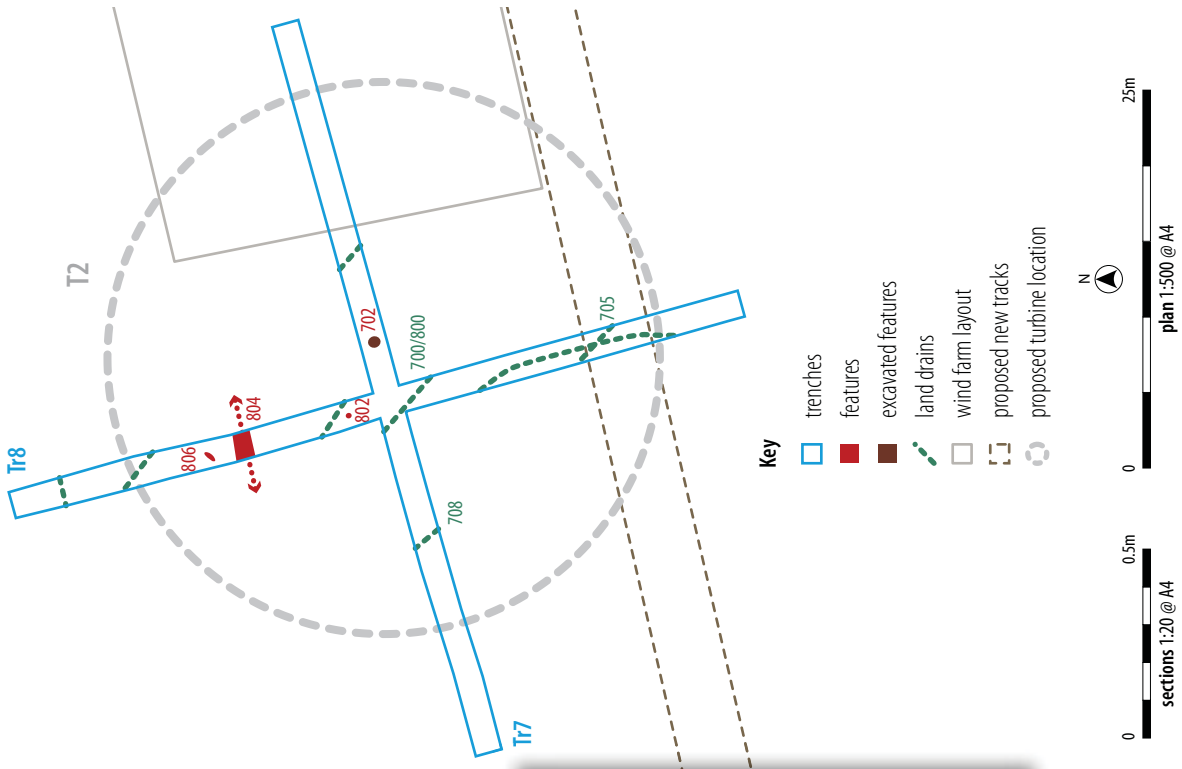 Tr8
T2
806
804
802
702
700/800
705
708
Tr7
Key
trenches
features
excavated features
land drains
wind farm layout
proposed new tracks
proposed turbine location
N
0 0.5m
sections 1:20 @ A4
0 25m
plan 1:500 @ A4